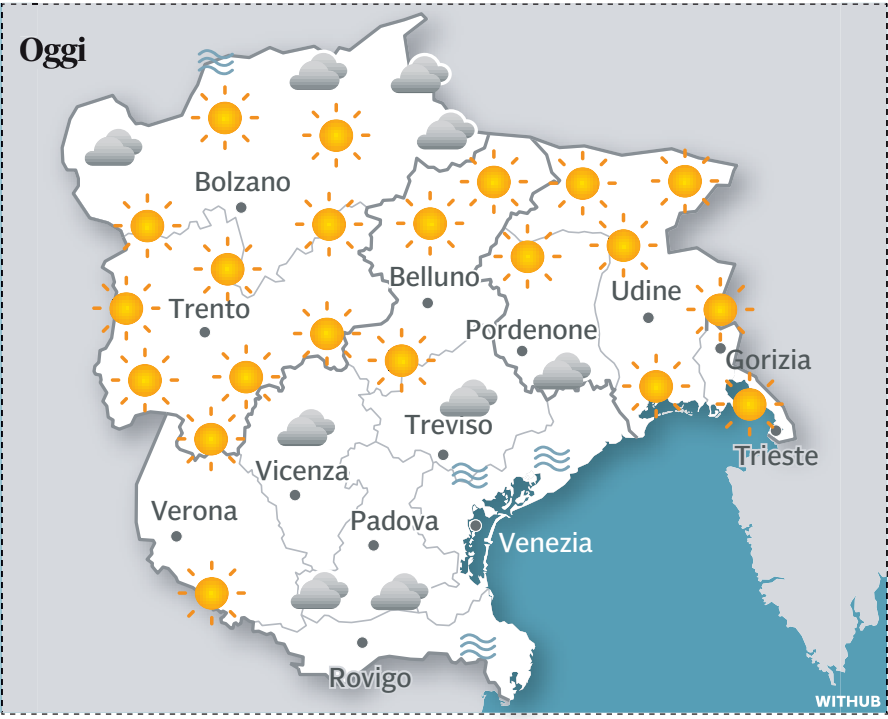 Oggi
Bolzano
Belluno
Trento
Udine
Pordenone
Gorizia
Treviso
Trieste
Vicenza
Verona
Padova
Venezia
Rovigo
WITHUB